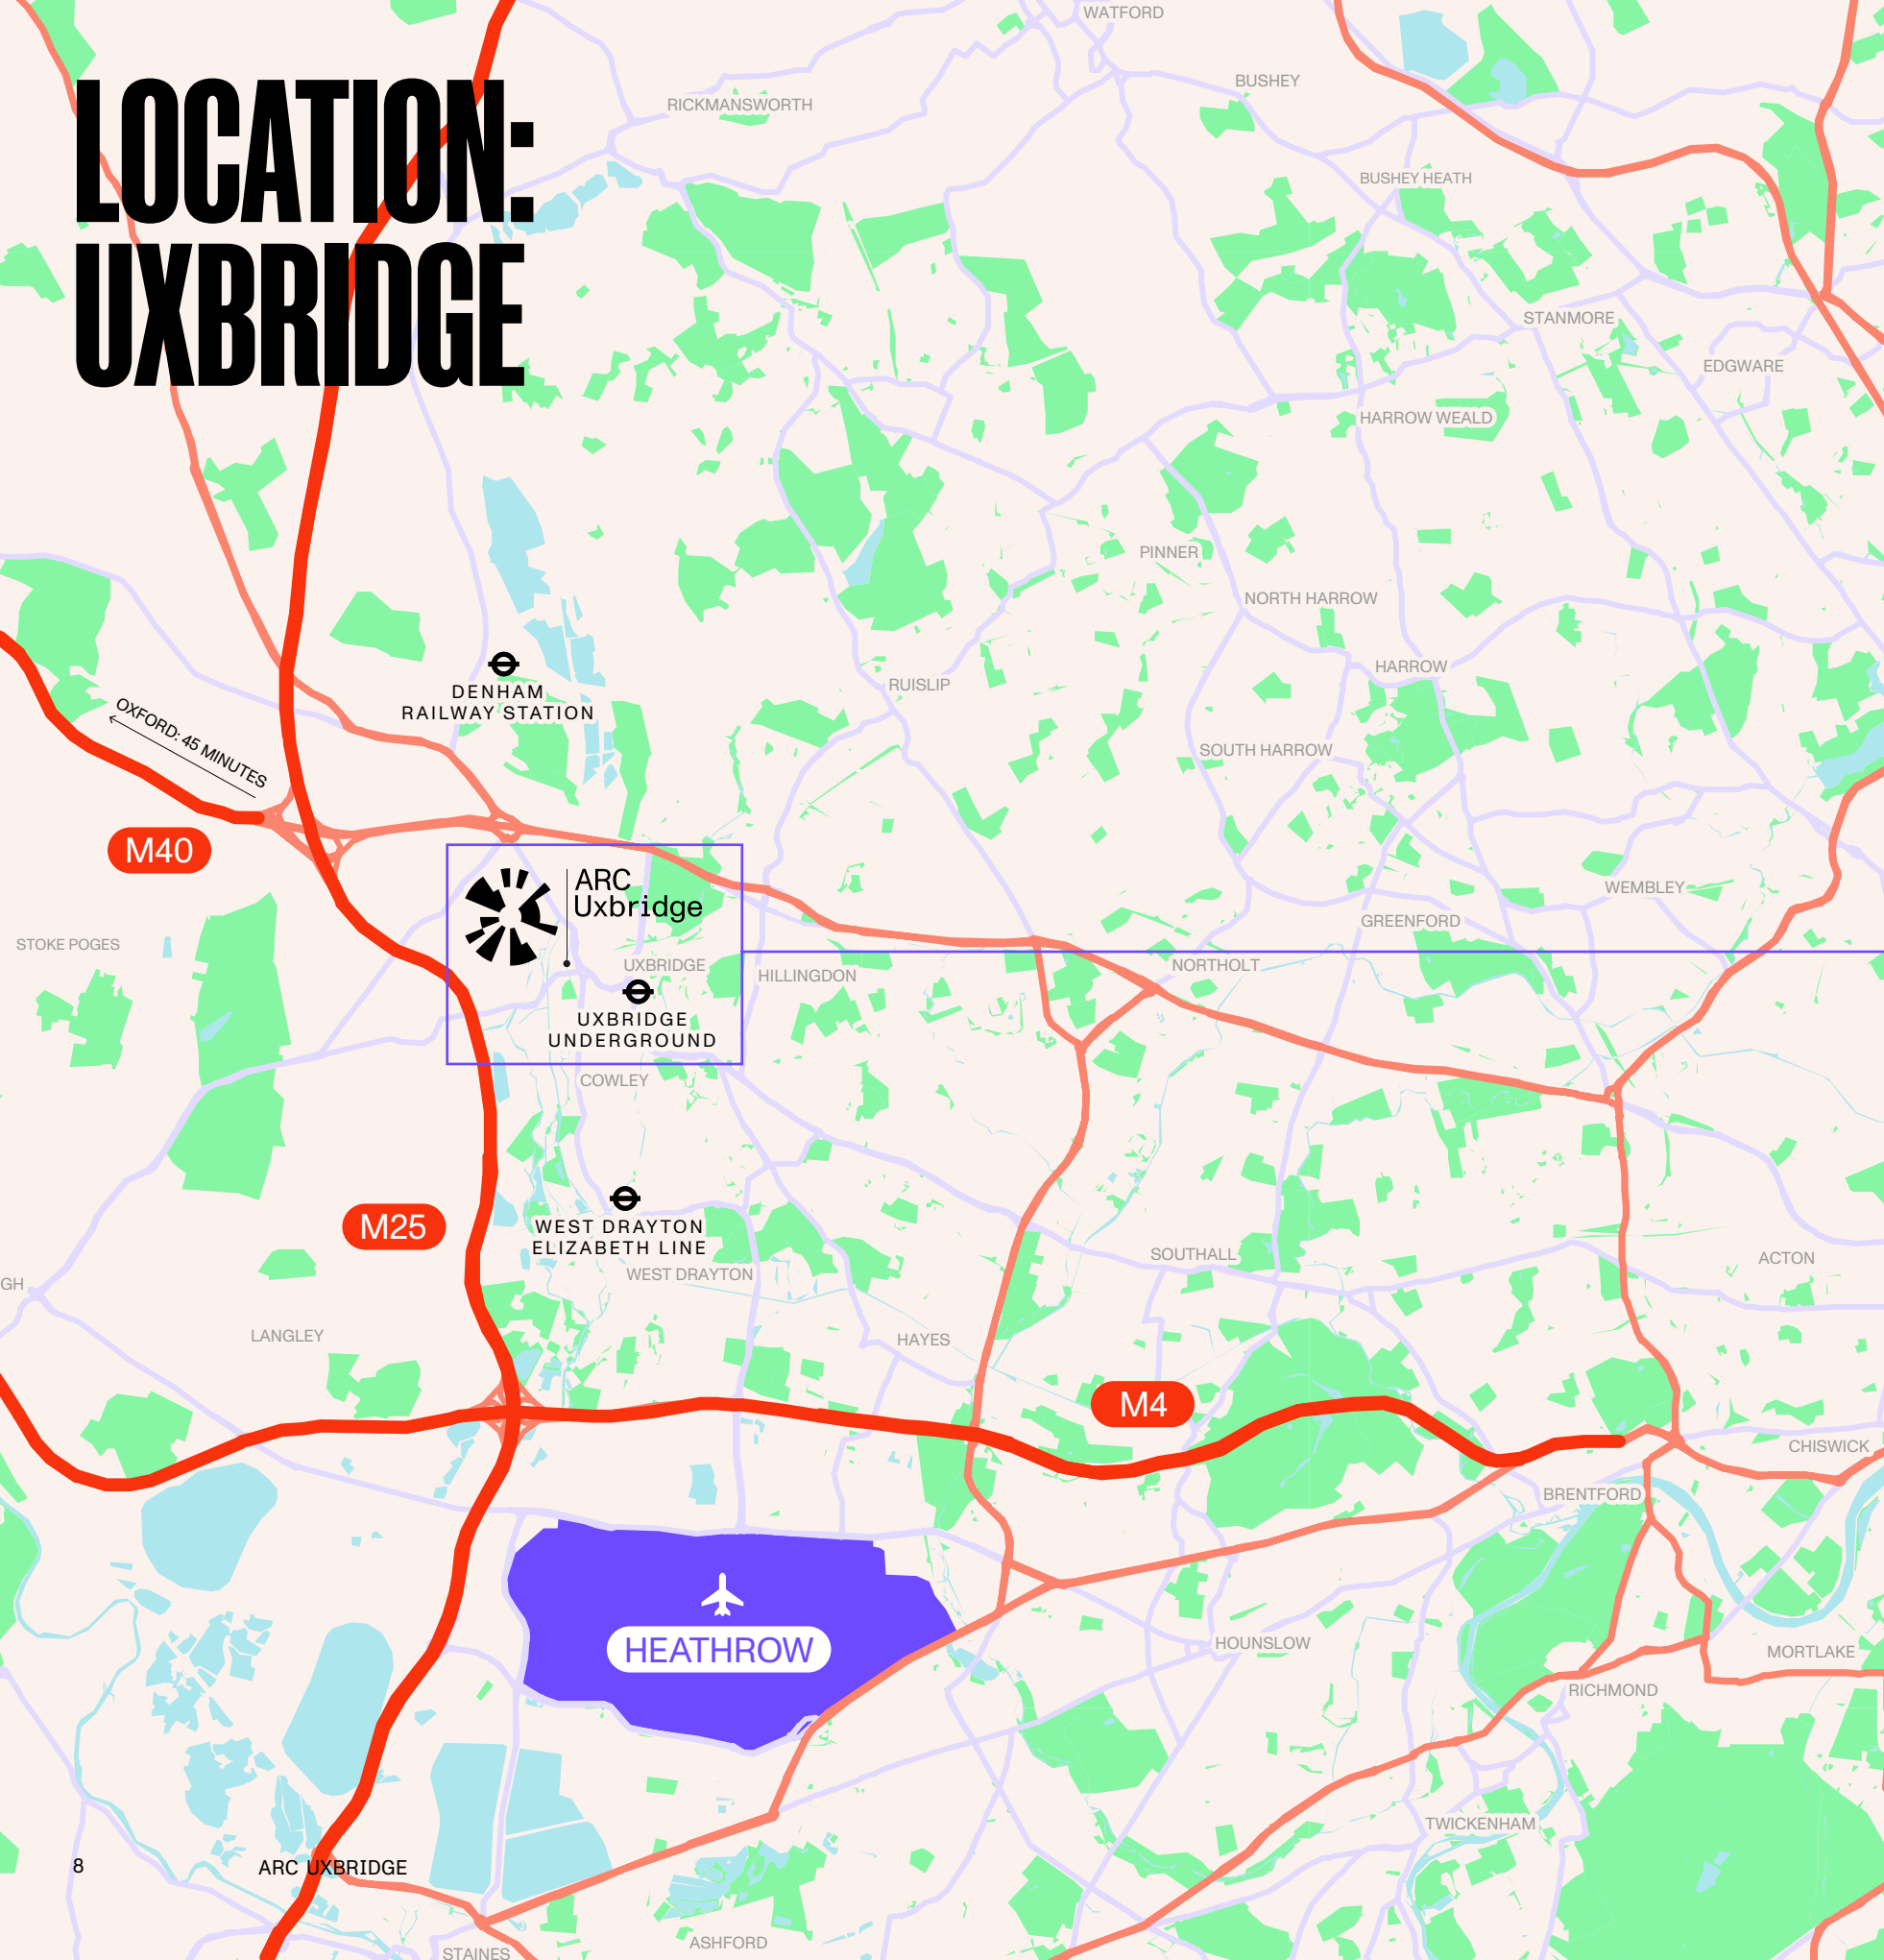 LOCATION:
UXBRIDGE
WATFORD
BUSHEY
RICKMANSWORTH
BUSHEY HEATH
STANMORE
EDGWARE
HARROW WEALD
PINNER
NORTH HARROW
HARROW
RUISLIP
DENHAM
RAILWAY STATION
OXFORD: 45 MINUTES
SOUTH HARROW
M40
ARC
Uxbridge
WEMBLEY
GREENFORD
STOKE POGES
UXBRIDGE
HILLINGDON
NORTHOLT
UXBRIDGE
UNDERGROUND
COWLEY
M25
WEST DRAYTON
ELIZABETH LINE
WEST DRAYTON
SOUTHALL
ACTON
GH
LANGLEY
HAYES
M4
CHISWICK
BRENTFORD
HEATHROW
HOUNSLOW
MORTLAKE
RICHMOND
TWICKENHAM
8
ARC UXBRIDGE
ASHFORD
STAINES